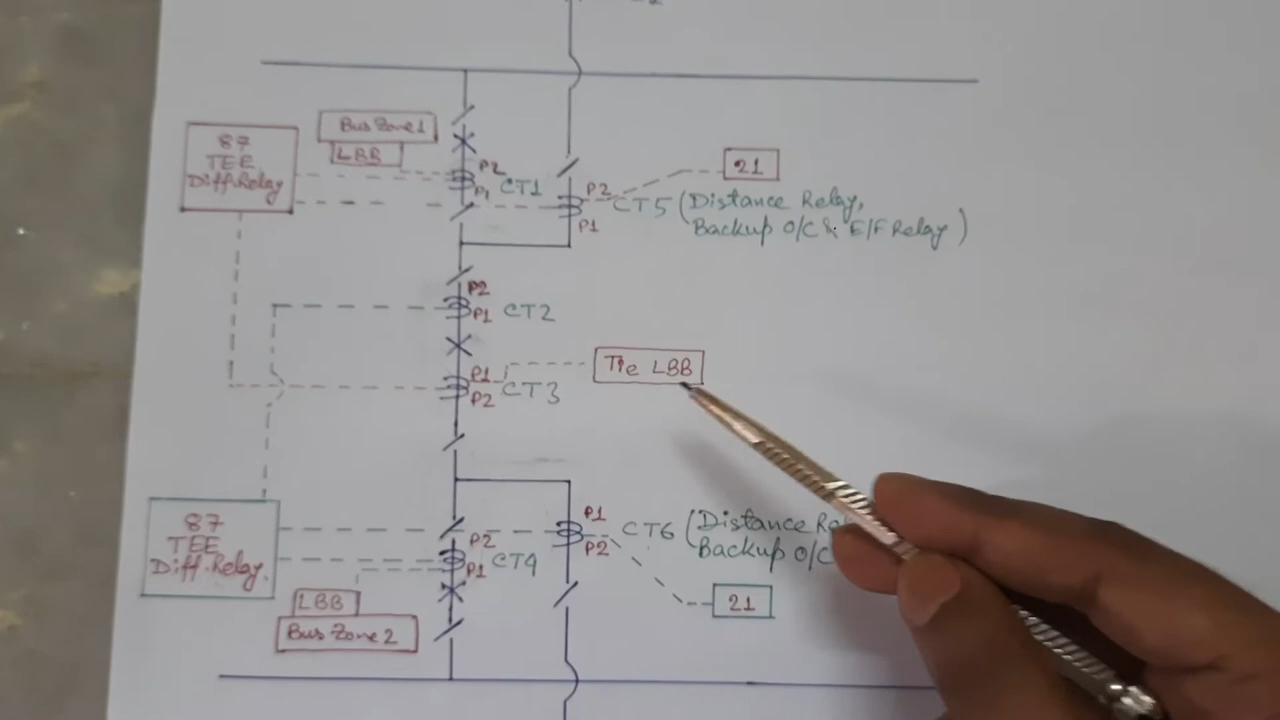 Bus Zone 1
LBB
87
TEE
Diff.Relay
P2
P1
CT1
21
P2
P1
CT5 (Distance Relay,
Backup O/C & E/F Relay)
P2
P1
CT2
P1
P2
CT3
Tie LBB
87
TEE
Diff.Relay.
P2
P1
CT4
P1
P2
CT6 (Distance
Backup O/C
LBB
Bus Zone 2
21